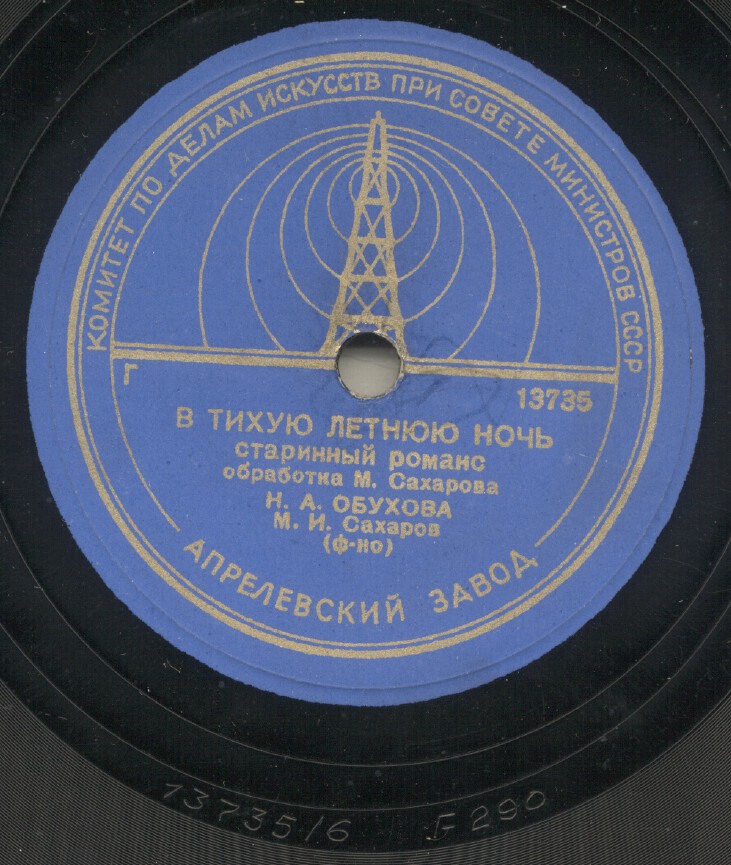 КОМИТЕТ ПО ДЕЛАМ ИСКУССТВ ПРИ СОВЕТЕ МИНИСТРОВ СССР
Г
13735
В ТИХУЮ ЛЕТНЮЮ НОЧЬ
старинный романс
обработка М. Сахарова
Н. А. ОБУХОВА
М. И. Сахаров
(ф-но)
АПРЕЛЕВСКИЙ ЗАВОД
13735/6 F290